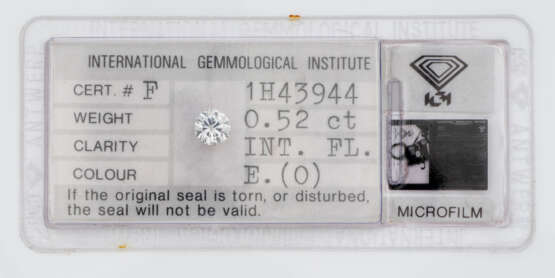 INTERNATIONAL GEMMOLOGICAL INSTITUTE
CERT. # F 1H43944
WEIGHT 0.52 ct
CLARITY INT. FL.
COLOUR E.(0)
If the original seal is torn, or disturbed,
the seal will not be valid.
MICROFILM
ANTWERP